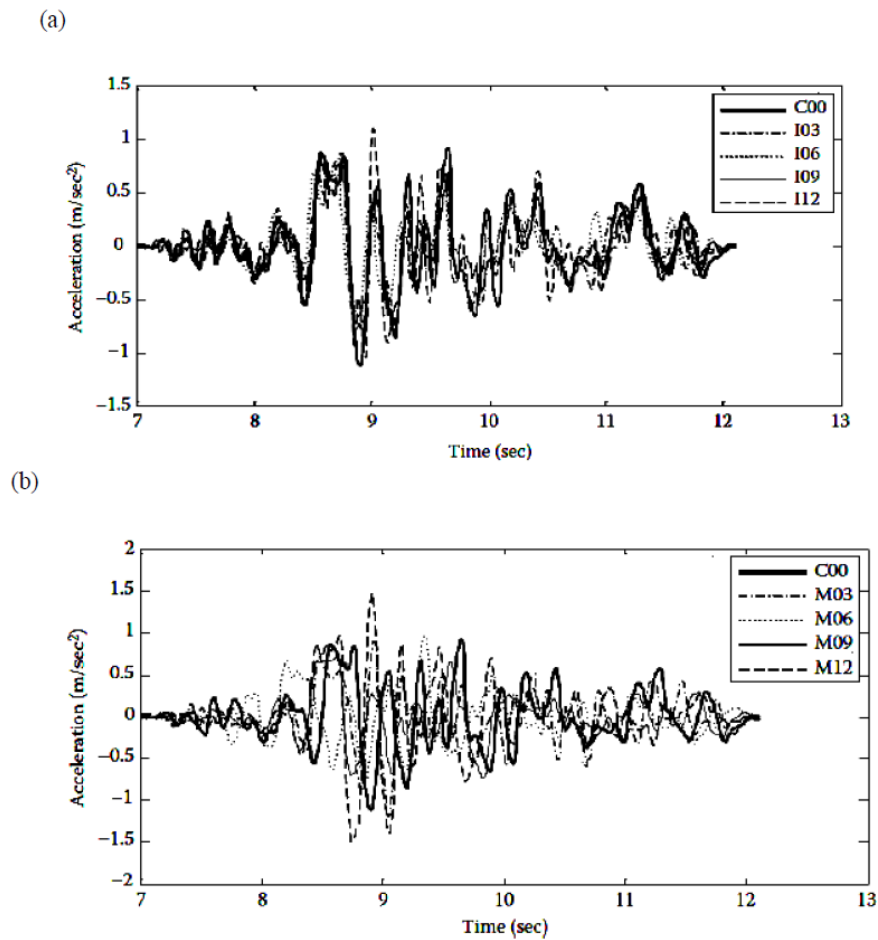 (a)
1.5
1
0.5
0
−0.5
−1
−1.5
Acceleration (m/sec²)
7 8 9 10 11 12 13
Time (sec)
C00
I03
I06
I09
I12
(b)
2
1.5
1
0.5
0
−0.5
−1
−1.5
−2
Acceleration (m/sec²)
7 8 9 10 11 12 13
Time (sec)
C00
M03
M06
M09
M12